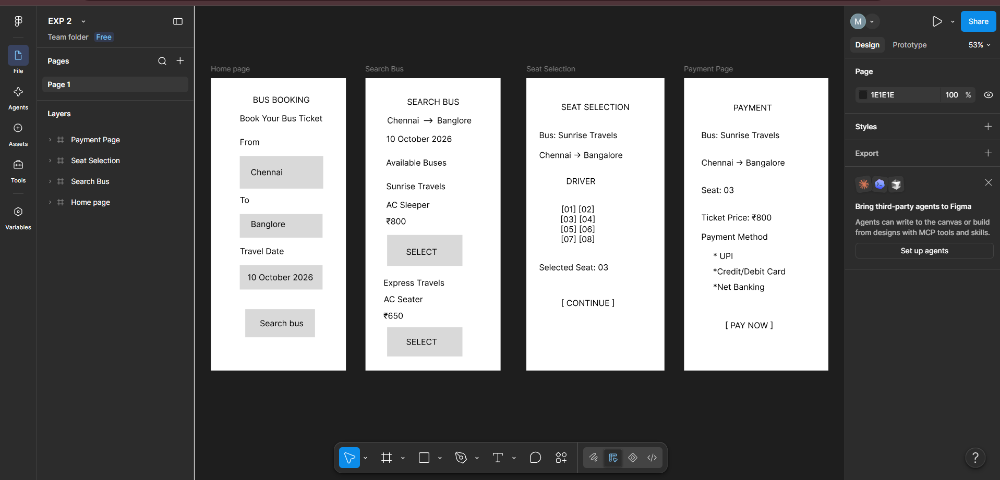 EXP 2
Team folder Free
File
Agents
Assets
Tools
Variables
Pages
Page 1
Layers
Payment Page
Seat Selection
Search Bus
Home page
Home page
BUS BOOKING
Book Your Bus Ticket
From
Chennai
To
Banglore
Travel Date
10 October 2026
Search bus
Search Bus
SEARCH BUS
Chennai → Banglore
10 October 2026
Available Buses
Sunrise Travels
AC Sleeper
₹800
SELECT
Express Travels
AC Seater
₹650
SELECT
Seat Selection
SEAT SELECTION
Bus: Sunrise Travels
Chennai → Bangalore
DRIVER
[01] [02]
[03] [04]
[05] [06]
[07] [08]
Selected Seat: 03
[ CONTINUE ]
Payment Page
PAYMENT
Bus: Sunrise Travels
Chennai → Bangalore
Seat: 03
Ticket Price: ₹800
Payment Method
* UPI
*Credit/Debit Card
*Net Banking
[ PAY NOW ]
M
Share
Design Prototype 53%
Page
1E1E1E 100 %
Styles
Export
Bring third-party agents to Figma
Agents can write to the canvas or build
from designs with MCP tools and skills.
Set up agents
?